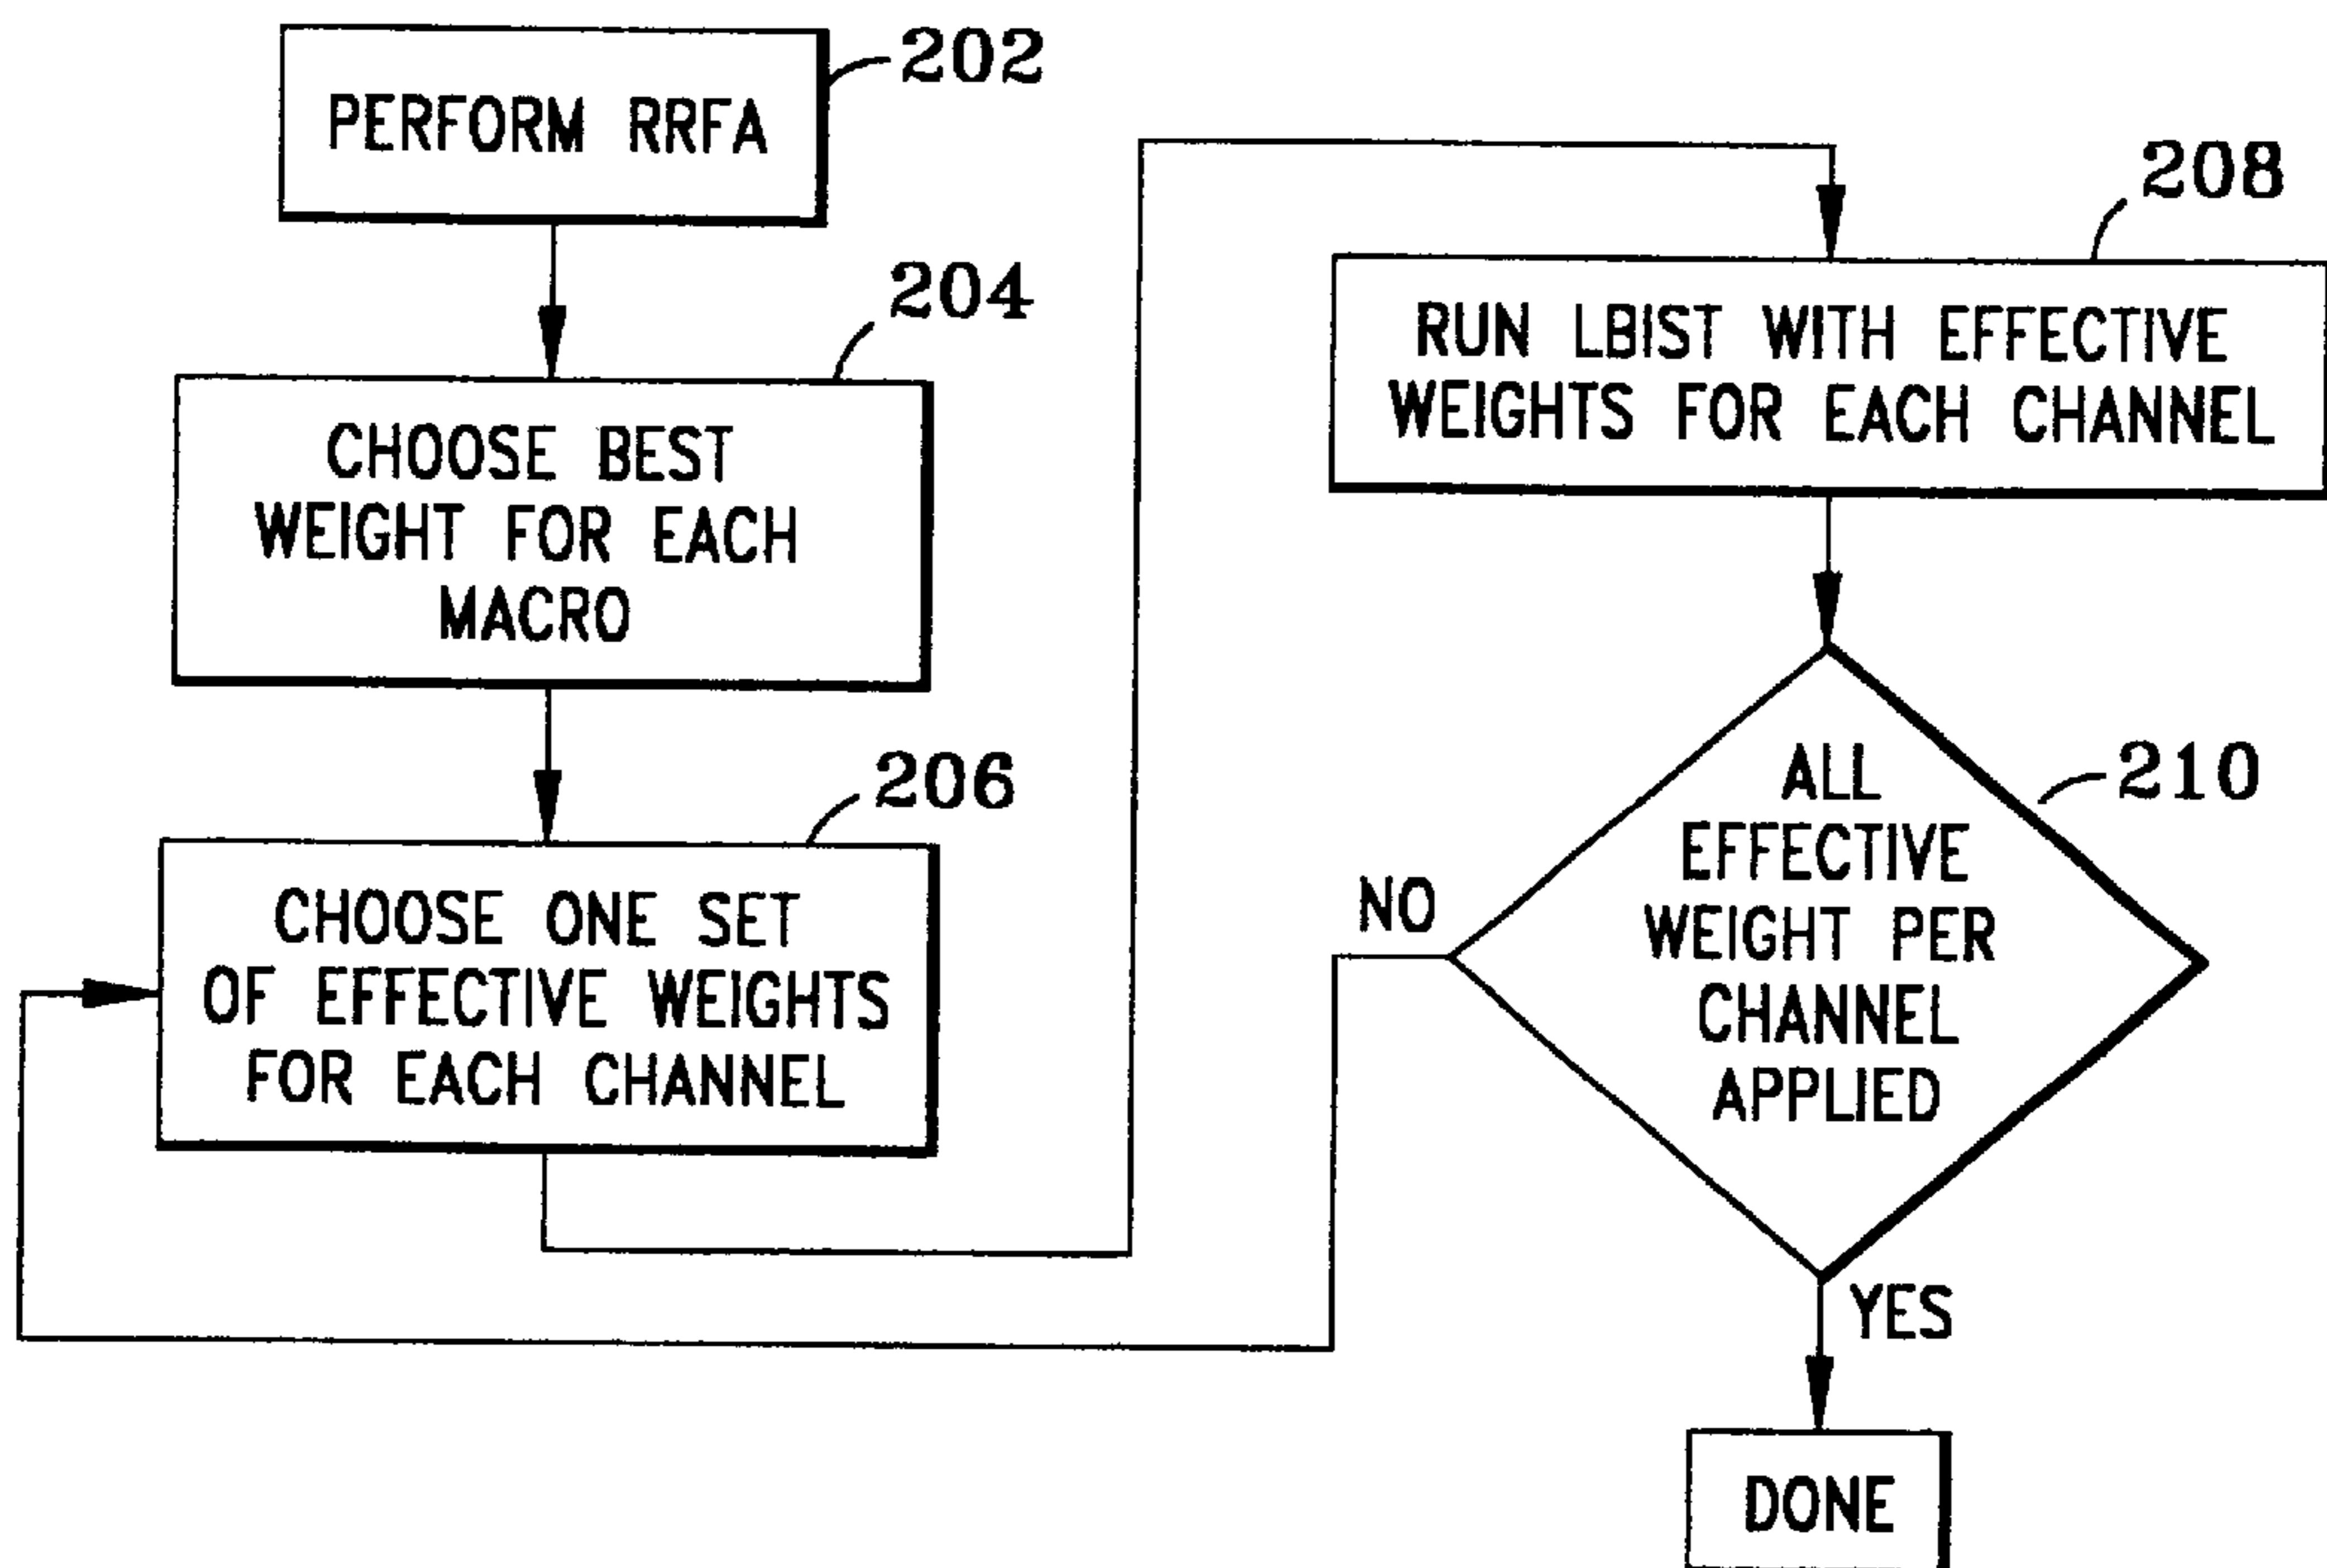 202
PERFORM RRFA
204
CHOOSE BEST
WEIGHT FOR EACH
MACRO
206
CHOOSE ONE SET
OF EFFECTIVE WEIGHTS
FOR EACH CHANNEL
208
RUN LBIST WITH EFFECTIVE
WEIGHTS FOR EACH CHANNEL
210
ALL
EFFECTIVE
WEIGHT PER
CHANNEL
APPLIED
NO
YES
DONE